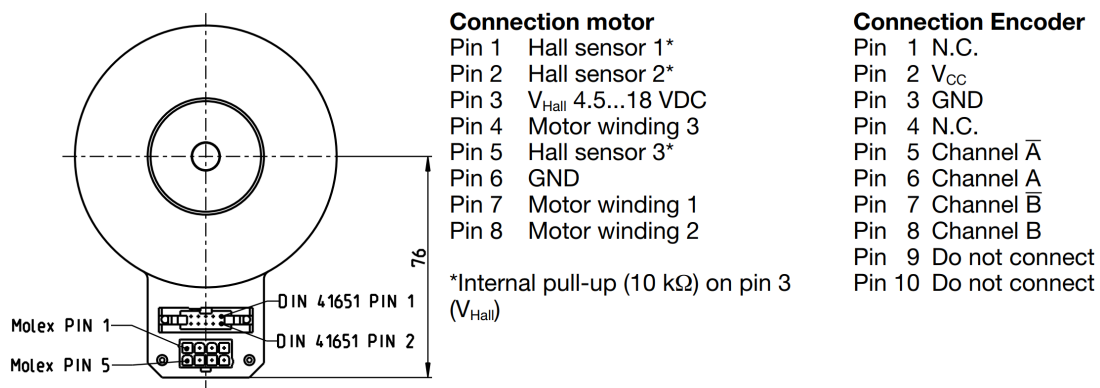 DIN 41651 PIN 1
DIN 41651 PIN 2
Molex PIN 1
Molex PIN 5
76
Connection motor
Pin 1 Hall sensor 1*
Pin 2 Hall sensor 2*
Pin 3 VHall 4.5...18 VDC
Pin 4 Motor winding 3
Pin 5 Hall sensor 3*
Pin 6 GND
Pin 7 Motor winding 1
Pin 8 Motor winding 2
*Internal pull-up (10 kΩ) on pin 3
(VHall)
Connection Encoder
Pin 1 N.C.
Pin 2 VCC
Pin 3 GND
Pin 4 N.C.
Pin 5 Channel A̅
Pin 6 Channel A
Pin 7 Channel B̅
Pin 8 Channel B
Pin 9 Do not connect
Pin 10 Do not connect